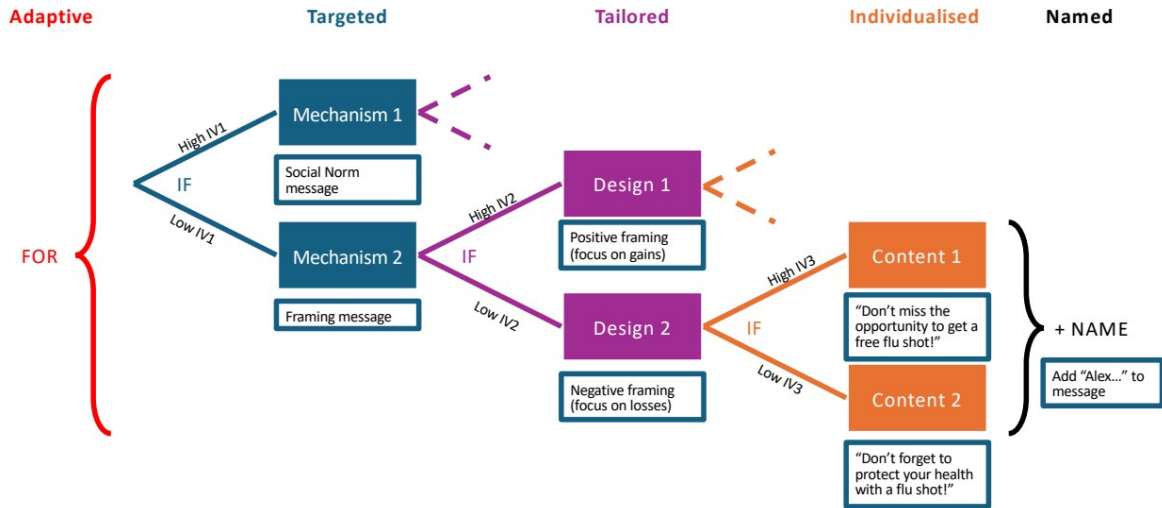 Adaptive
Targeted
Tailored
Individualised
Named
FOR
IF
High IV1
Low IV1
Mechanism 1
Social Norm
message
Mechanism 2
Framing message
IF
High IV2
Low IV2
Design 1
Positive framing
(focus on gains)
Design 2
Negative framing
(focus on losses)
IF
High IV3
Low IV3
Content 1
“Don’t miss the
opportunity to get a
free flu shot!”
Content 2
“Don’t forget to
protect your health
with a flu shot!”
+ NAME
Add “Alex…” to
message